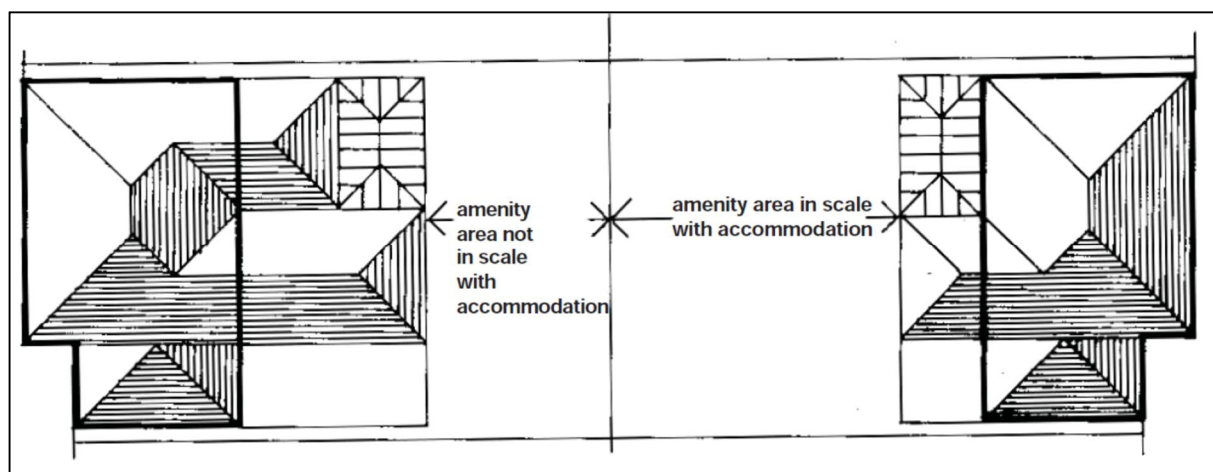 amenity
area not
in scale
with
accommodation
amenity area in scale
with accommodation